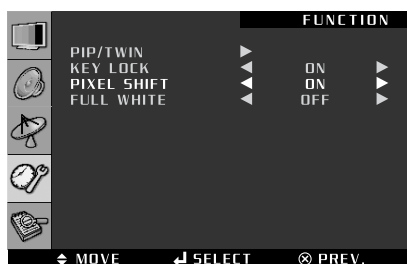 FUNCTION
PIP/TWIN
KEY LOCK ON
PIXEL SHIFT ON
FULL WHITE OFF
MOVE SELECT PREV.